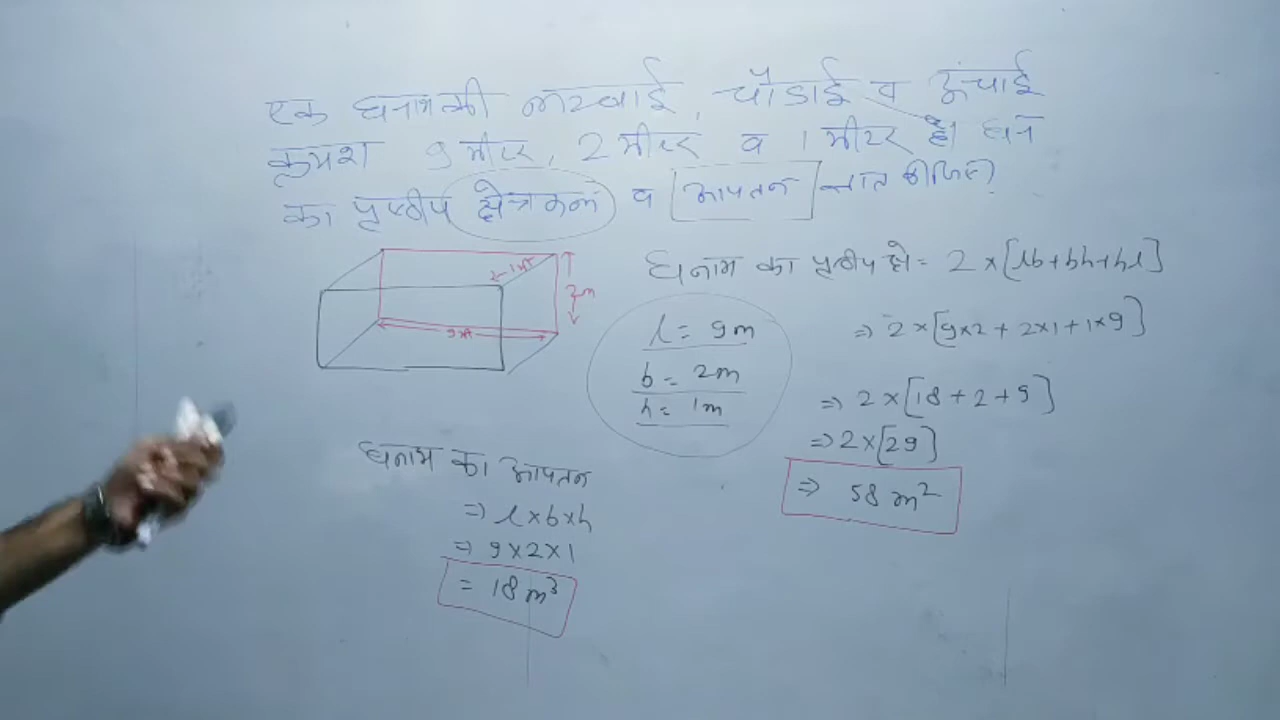 एक घनाभ की लम्बाई, चौडाई व ऊंचाई
क्रमश 9 मीटर, 2 मीटर व 1 मीटर है। घन
का पृष्ठीय क्षेत्रफल व आयतन ज्ञात कीजिए?
1m
2m
9m
घनाभ का पृष्ठीय क्षे = 2 × [lb+bh+hl]
l = 9m
b = 2m
h = 1m
⇒ 2 × [9×2 + 2×1 + 1×9]
⇒ 2 × [18 + 2 + 9]
⇒ 2 × [29]
⇒ 58 m²
घनाभ का आयतन
⇒ l × b × h
⇒ 9 × 2 × 1
= 18 m³